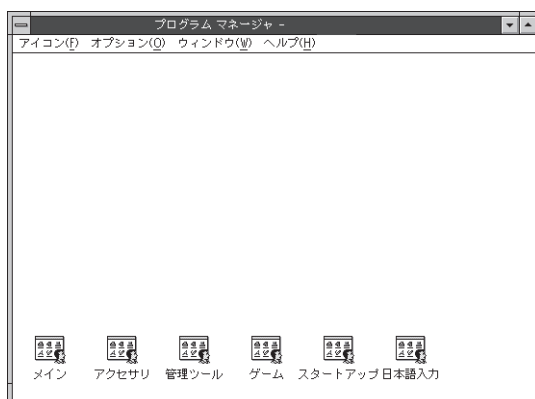 プログラム マネージャ -
アイコン(F) オプション(O) ウィンドウ(W) ヘルプ(H)
メイン アクセサリ 管理ツール ゲーム スタートアップ 日本語入力